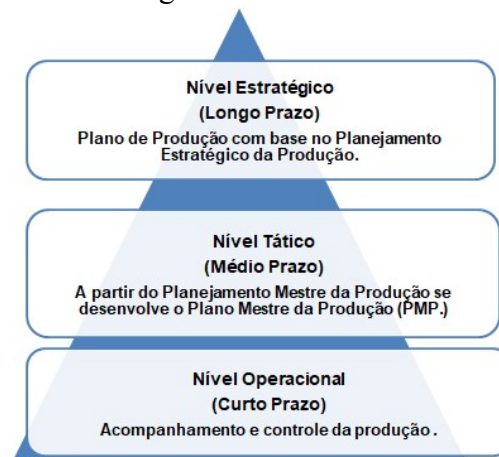 Nível Estratégico
(Longo Prazo)
Plano de Produção com base no Planejamento
Estratégico da Produção.
Nível Tático
(Médio Prazo)
A partir do Planejamento Mestre da Produção se
desenvolve o Plano Mestre da Produção (PMP.)
Nível Operacional
(Curto Prazo)
Acompanhamento e controle da produção .